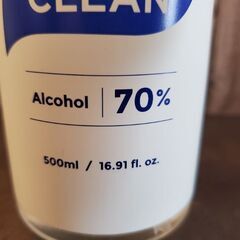 CLEAN
Alcohol | 70%
500ml / 16.91 fl. oz.